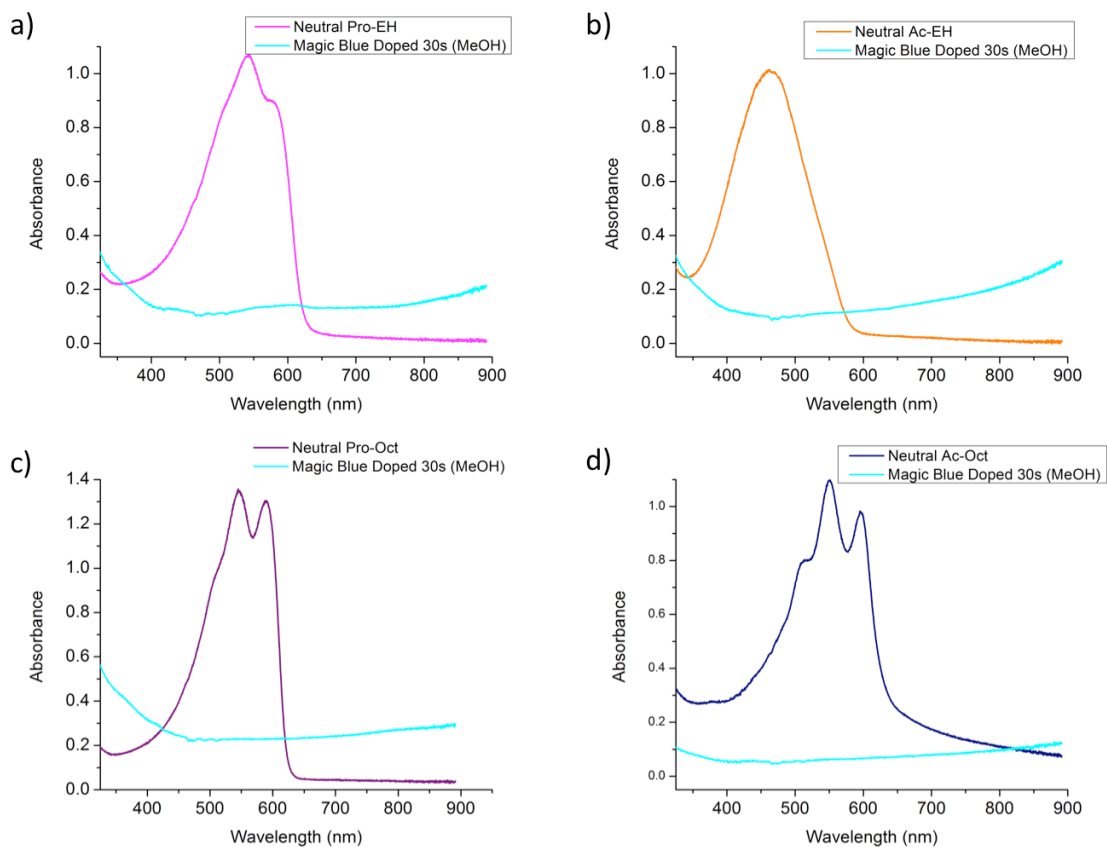 a)
Neutral Pro-EH
Magic Blue Doped 30s (MeOH)
1.0
0.8
0.6
0.4
0.2
0.0
Absorbance
400 500 600 700 800 900
Wavelength (nm)
b)
Neutral Ac-EH
Magic Blue Doped 30s (MeOH)
1.0
0.8
0.6
0.4
0.2
0.0
Absorbance
400 500 600 700 800 900
Wavelength (nm)
c)
Neutral Pro-Oct
Magic Blue Doped 30s (MeOH)
1.4
1.2
1.0
0.8
0.6
0.4
0.2
0.0
Absorbance
400 500 600 700 800 900
Wavelength (nm)
d)
Neutral Ac-Oct
Magic Blue Doped 30s (MeOH)
1.0
0.8
0.6
0.4
0.2
0.0
Absorbance
400 500 600 700 800 900
Wavelength (nm)